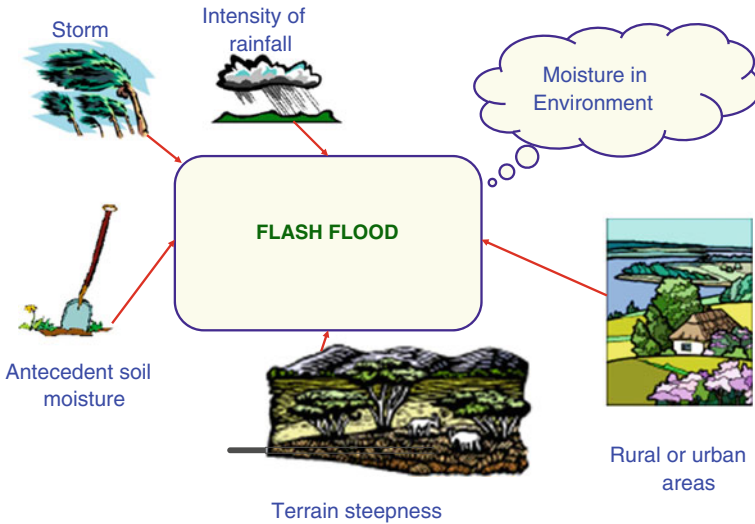 Storm
Intensity of
rainfall
Moisture in
Environment
FLASH FLOOD
Antecedent soil
moisture
Rural or urban
areas
Terrain steepness